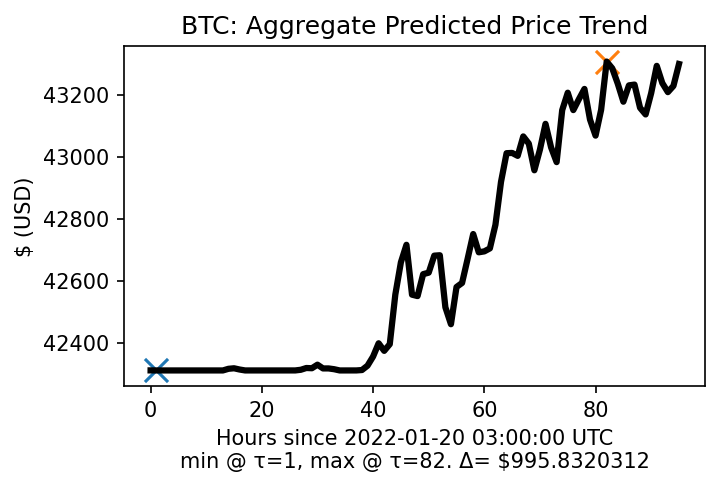 BTC: Aggregate Predicted Price Trend
$ (USD)
43200
43000
42800
42600
42400
0 20 40 60 80
Hours since 2022-01-20 03:00:00 UTC
min @ τ=1, max @ τ=82. Δ= $995.8320312